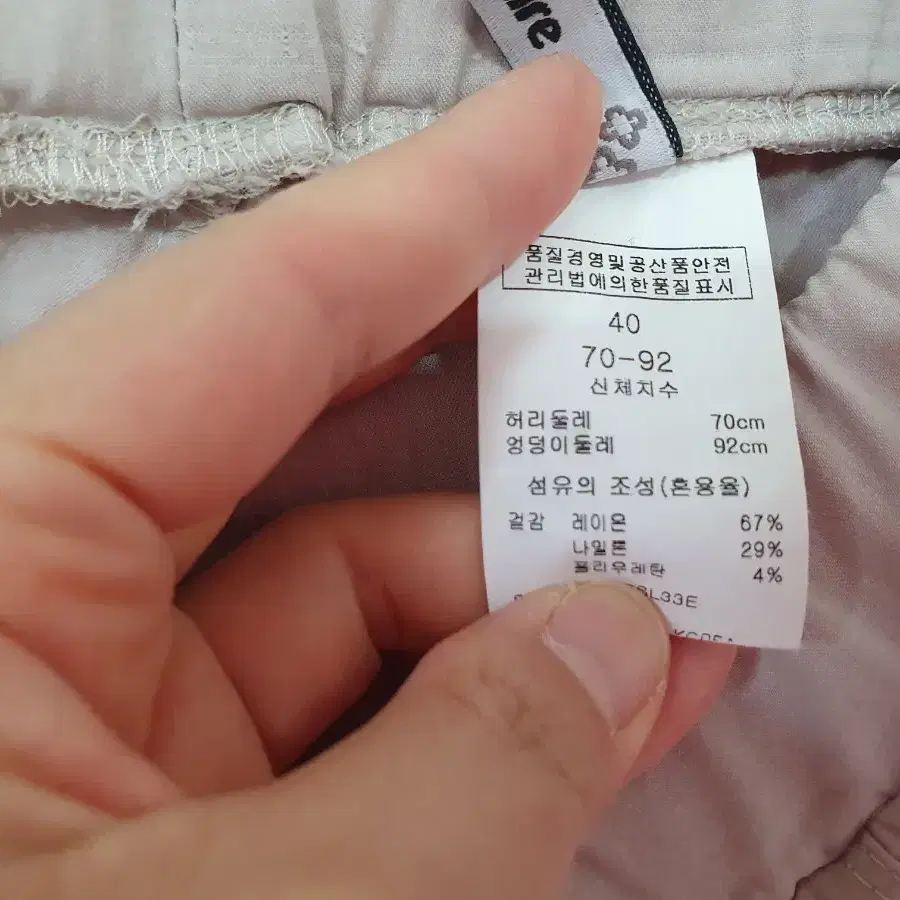 품질경영및공산품안전
관리법에의한품질표시
40
70-92
신체치수
허리둘레 70cm
엉덩이둘레 92cm
섬유의 조성(혼용율)
겉감 레이온 67%
나일론 29%
폴리우레탄 4%